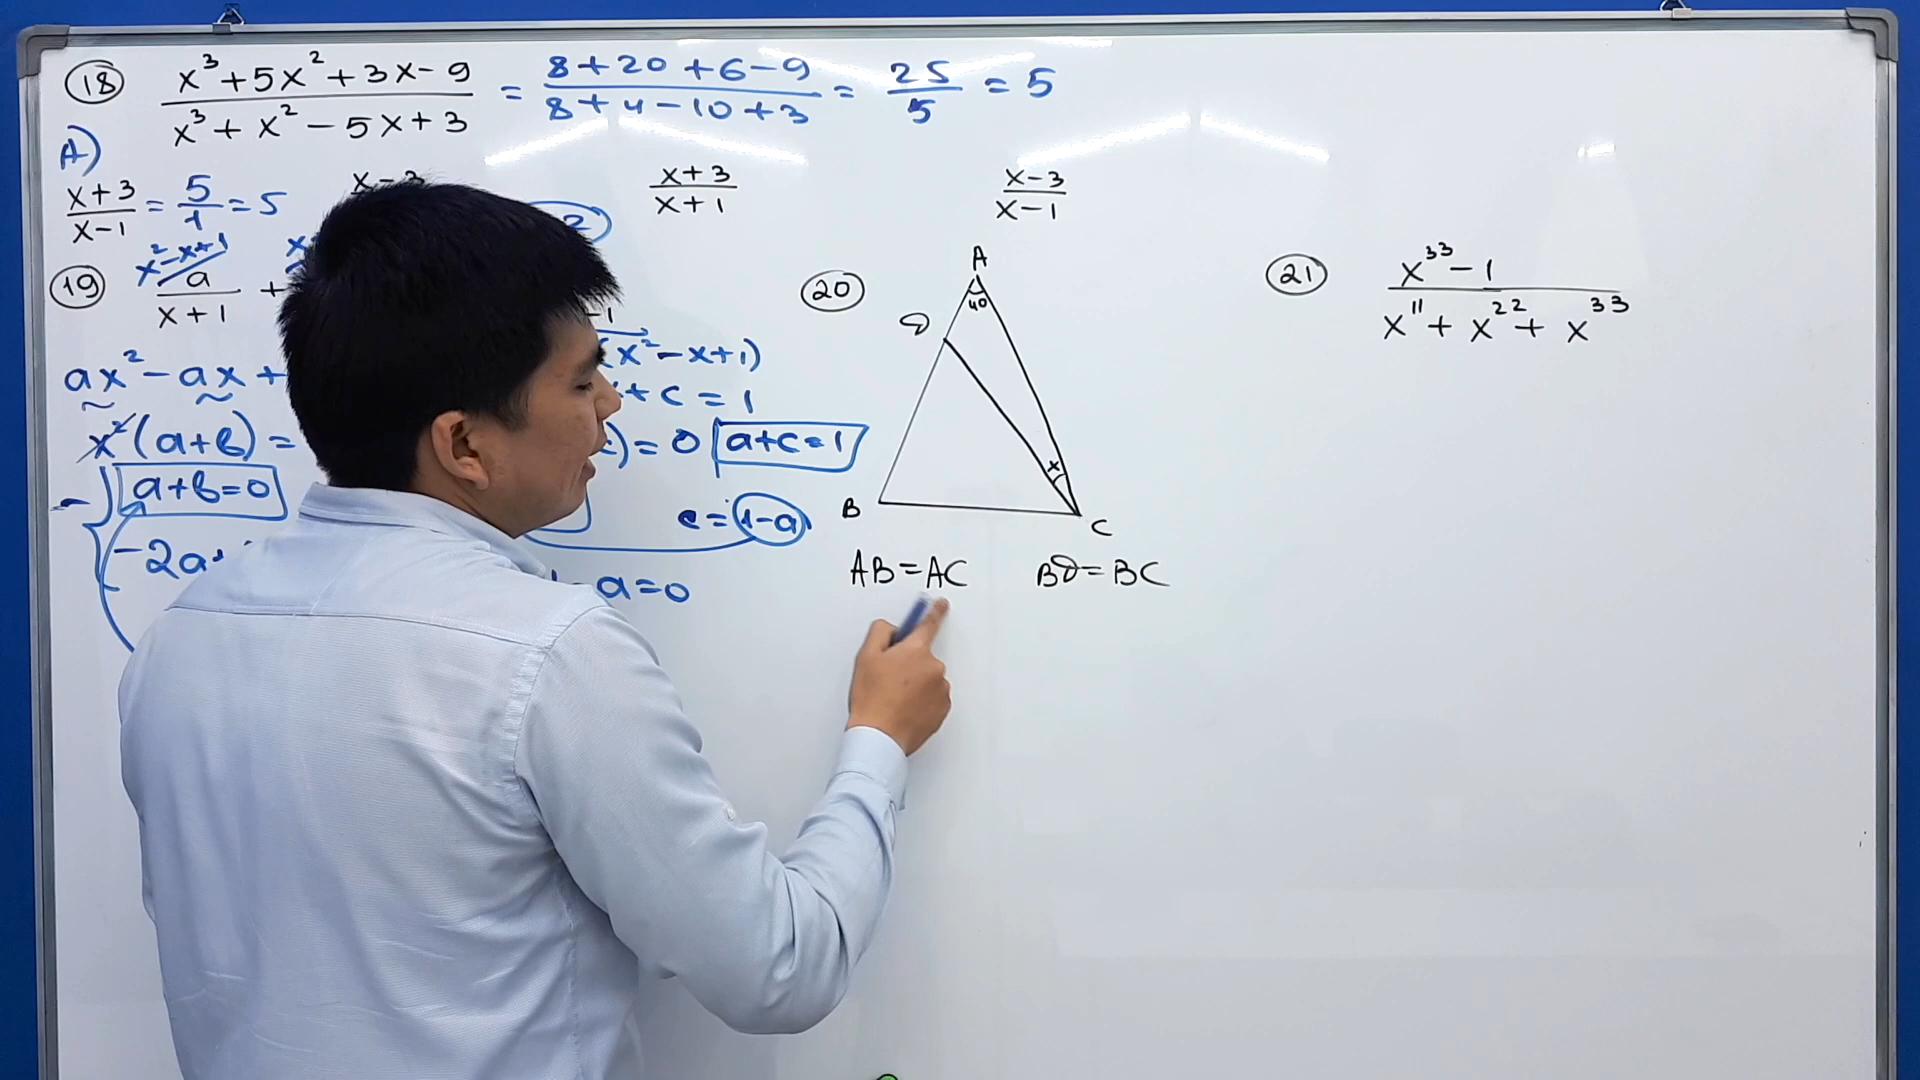 18 x³+5x²+3x-9 / x³+x²-5x+3 = 8+20+6-9 / 8+4-10+3 = 25/5 = 5
A)
x+3 / x-1 = 5/1 = 5
x+3 / x+1
x-3 / x-1
19 x²-x+1
a / x+1 +
(x²-x+1)
ax²-ax+
+c=1
x²(a+b)=
)=0 a+c=1
a+b=0
c=1-a
-2a+
a=0
20
A
40
D
x
B
C
AB=AC BD=BC
21 x³³-1 / x¹¹+x²²+x³³